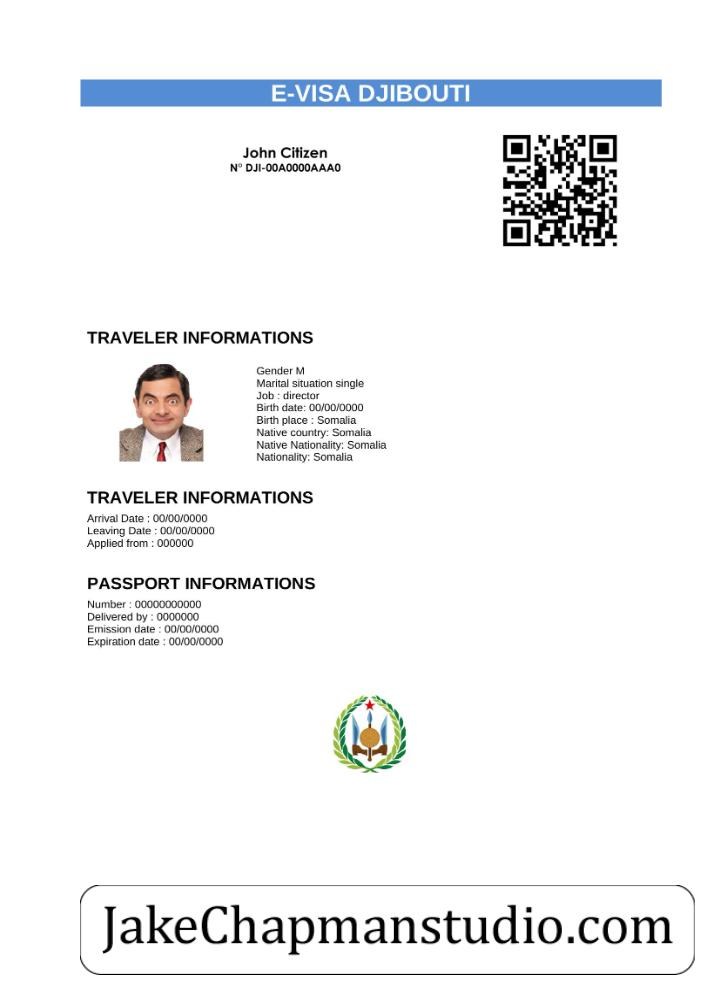 E-VISA DJIBOUTI
John Citizen
N° DJI-00A0000AAA0
TRAVELER INFORMATIONS
Gender M
Marital situation single
Job : director
Birth date: 00/00/0000
Birth place : Somalia
Native country: Somalia
Native Nationality: Somalia
Nationality: Somalia
TRAVELER INFORMATIONS
Arrival Date : 00/00/0000
Leaving Date : 00/00/0000
Applied from : 000000
PASSPORT INFORMATIONS
Number : 00000000000
Delivered by : 0000000
Emission date : 00/00/0000
Expiration date : 00/00/0000
JakeChapmanstudio.com